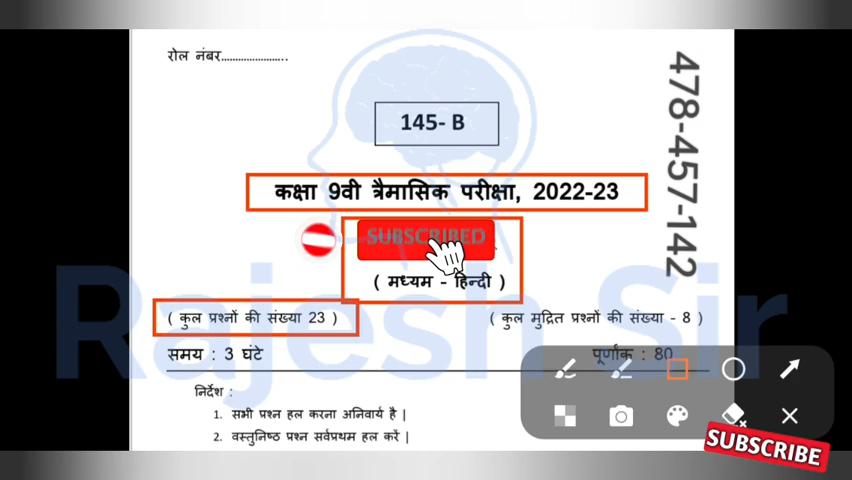 रोल नंबर........................
145- B
कक्षा 9वी त्रैमासिक परीक्षा, 2022-23
SUBSCRIBED
( मध्यम – हिन्दी )
( कुल प्रश्नों की संख्या 23 )
( कुल मुद्रित प्रश्नों की संख्या - 8 )
समय : 3 घंटे
पूर्णांक : 80
निर्देश :
1. सभी प्रश्न हल करना अनिवार्य है |
2. वस्तुनिष्ठ प्रश्न सर्वप्रथम हल करें |
478-457-142
Rajesh Sir
SUBSCRIBE